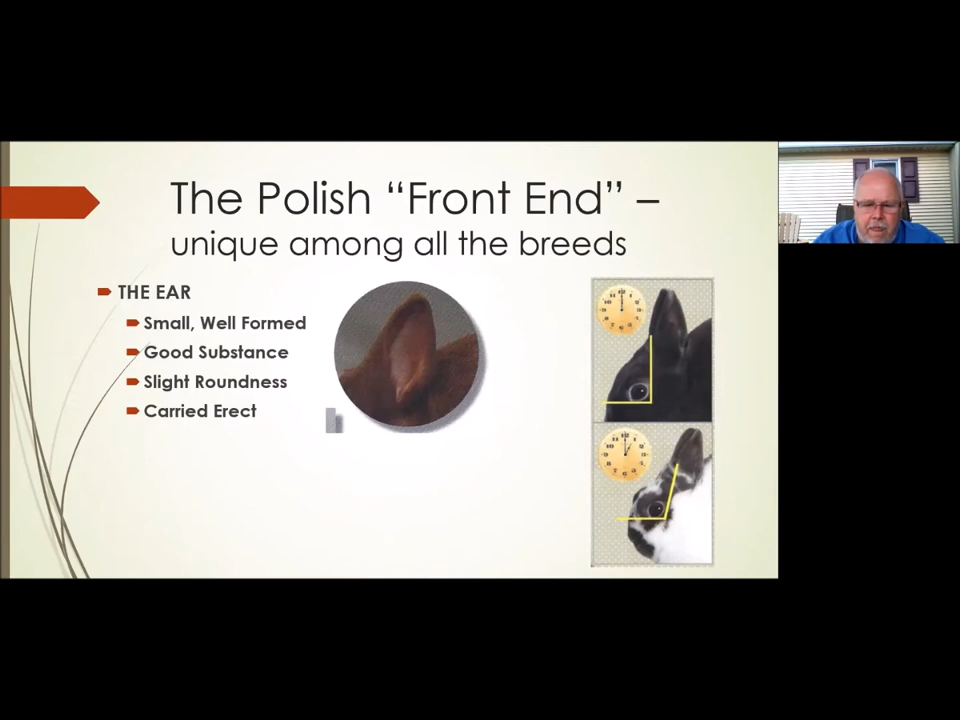 The Polish “Front End” –
unique among all the breeds
THE EAR
Small, Well Formed
Good Substance
Slight Roundness
Carried Erect